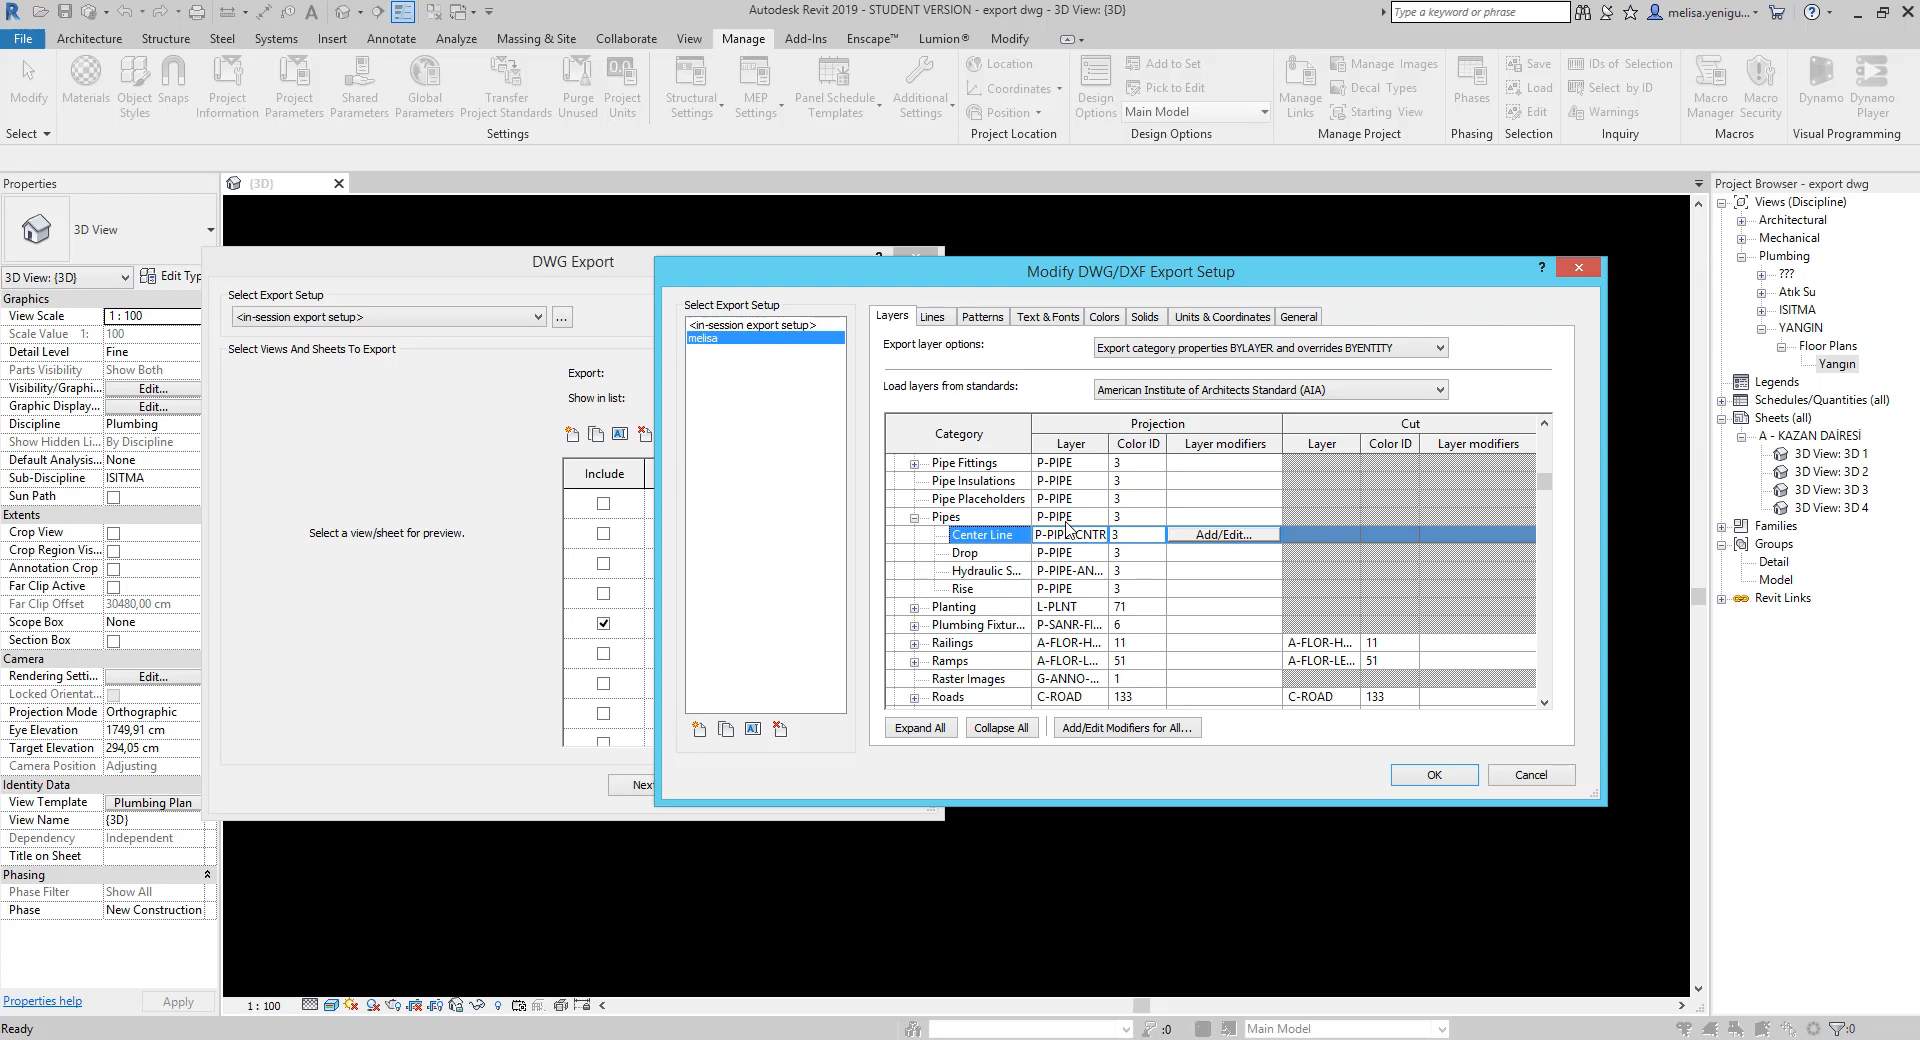 Autodesk Revit 2019 - STUDENT VERSION - export dwg - 3D View: {3D}
Type a keyword or phrase
melisa.yenigu...
File Architecture Structure Steel Systems Insert Annotate Analyze Massing & Site Collaborate View Manage Add-Ins Enscape™ Lumion® Modify
Modify
Materials
Object Styles
Snaps
Project Information
Project Parameters
Shared Parameters
Global Parameters
Transfer Project Standards
Purge Unused
Project Units
Structural Settings
MEP Settings
Panel Schedule Templates
Additional Settings
Location
Coordinates
Position
Design Options
Add to Set
Pick to Edit
Main Model
Manage Links
Manage Images
Decal Types
Starting View
Phases
Save
Load
Edit
IDs of Selection
Select by ID
Warnings
Macro Manager
Macro Security
Dynamo
Dynamo Player
Select
Settings
Project Location
Design Options
Manage Project
Phasing
Selection
Inquiry
Macros
Visual Programming
Properties
3D View
3D View: {3D}
Edit Typ
Graphics
View Scale 1 : 100
Scale Value 1: 100
Detail Level Fine
Parts Visibility Show Both
Visibility/Graphi... Edit...
Graphic Display... Edit...
Discipline Plumbing
Show Hidden Li... By Discipline
Default Analysis... None
Sub-Discipline ISITMA
Sun Path
Extents
Crop View
Crop Region Vis...
Annotation Crop
Far Clip Active
Far Clip Offset 30480,00 cm
Scope Box None
Section Box
Camera
Rendering Setti... Edit...
Locked Orientat...
Projection Mode Orthographic
Eye Elevation 1749,91 cm
Target Elevation 294,05 cm
Camera Position Adjusting
Identity Data
View Template Plumbing Plan
View Name {3D}
Dependency Independent
Title on Sheet
Phasing
Phase Filter Show All
Phase New Construction
Properties help
Apply
{3D}
DWG Export
Select Export Setup
<in-session export setup>
...
Select Views And Sheets To Export
Export:
Show in list:
Include
Select a view/sheet for preview.
Next
Modify DWG/DXF Export Setup
?
Select Export Setup
<in-session export setup>
melisa
Layers Lines Patterns Text & Fonts Colors Solids Units & Coordinates General
Export layer options: Export category properties BYLAYER and overrides BYENTITY
Load layers from standards: American Institute of Architects Standard (AIA)
Category Projection Cut
Layer Color ID Layer modifiers Layer Color ID Layer modifiers
Pipe Fittings P-PIPE 3
Pipe Insulations P-PIPE 3
Pipe Placeholders P-PIPE 3
Pipes P-PIPE 3
Center Line P-PIPE-CNTR 3 Add/Edit...
Drop P-PIPE 3
Hydraulic S... P-PIPE-AN... 3
Rise P-PIPE 3
Planting L-PLNT 71
Plumbing Fixtur... P-SANR-FI... 6
Railings A-FLOR-H... 11 A-FLOR-H... 11
Ramps A-FLOR-L... 51 A-FLOR-LE... 51
Raster Images G-ANNO-... 1
Roads C-ROAD 133 C-ROAD 133
Expand All Collapse All Add/Edit Modifiers for All...
OK Cancel
Project Browser - export dwg
Views (Discipline)
Architectural
Mechanical
Plumbing
???
Atık Su
ISITMA
YANGIN
Floor Plans
Yangın
Legends
Schedules/Quantities (all)
Sheets (all)
A - KAZAN DAİRESİ
3D View: 3D 1
3D View: 3D 2
3D View: 3D 3
3D View: 3D 4
Families
Groups
Detail
Model
Revit Links
1 : 100
Ready
:0
Main Model
:0